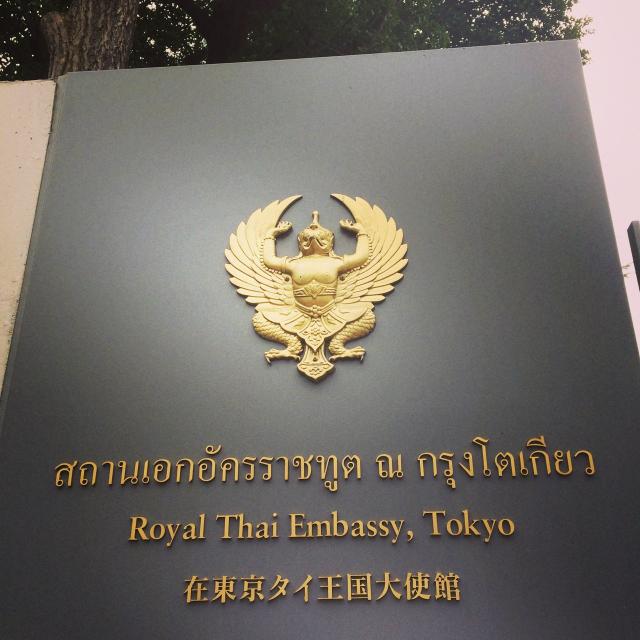 สถานเอกอัครราชทูต ณ กรุงโตเกียว
Royal Thai Embassy, Tokyo
在東京タイ王国大使館